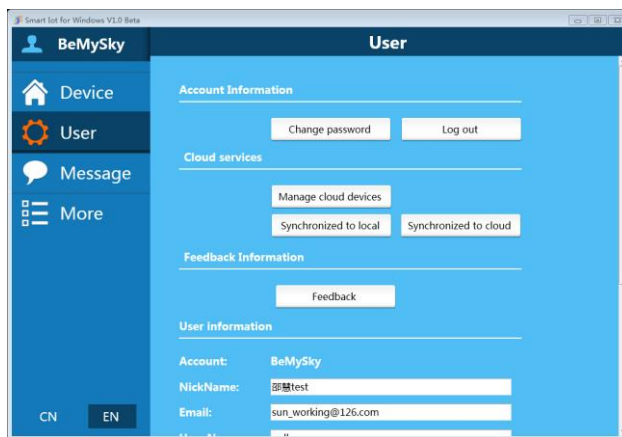 Smart Iot for Windows V1.0 Beta
BeMySky
User
Device
User
Message
More
CN EN
Account Information
Change password Log out
Cloud services
Manage cloud devices
Synchronized to local Synchronized to cloud
Feedback Information
Feedback
User information
Account: BeMySky
NickName: 邵慧test
Email: sun_working@126.com